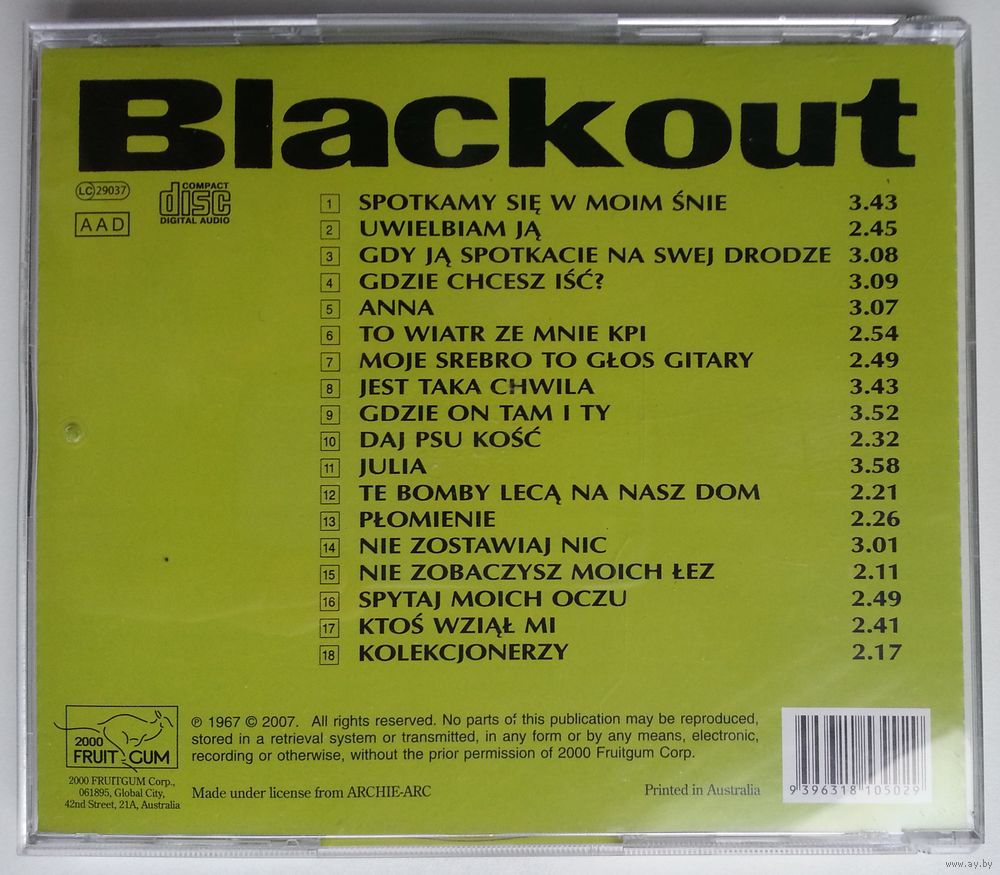 Blackout
LC 29037
COMPACT
disc
DIGITAL AUDIO
AAD
1 SPOTKAMY SIĘ W MOIM ŚNIE 3.43
2 UWIELBIAM JĄ 2.45
3 GDY JĄ SPOTKACIE NA SWEJ DRODZE 3.08
4 GDZIE CHCESZ IŚĆ? 3.09
5 ANNA 3.07
6 TO WIATR ZE MNIE KPI 2.54
7 MOJE SREBRO TO GŁOS GITARY 2.49
8 JEST TAKA CHWILA 3.43
9 GDZIE ON TAM I TY 3.52
10 DAJ PSU KOŚĆ 2.32
11 JULIA 3.58
12 TE BOMBY LECĄ NA NASZ DOM 2.21
13 PŁOMIENIE 2.26
14 NIE ZOSTAWIAJ NIC 3.01
15 NIE ZOBACZYSZ MOICH ŁEZ 2.11
16 SPYTAJ MOICH OCZU 2.49
17 KTOŚ WZIĄŁ MI 2.41
18 KOLEKCJONERZY 2.17
2000
FRUITGUM
2000 FRUITGUM Corp.,
061895, Global City,
42nd Street, 21A, Australia
℗ 1967 © 2007. All rights reserved. No parts of this publication may be reproduced,
stored in a retrieval system or transmitted, in any form or by any means, electronic,
recording or otherwise, without the prior permission of 2000 Fruitgum Corp.
Made under license from ARCHIE-ARC
Printed in Australia
9 396318 105029
www.ay.by